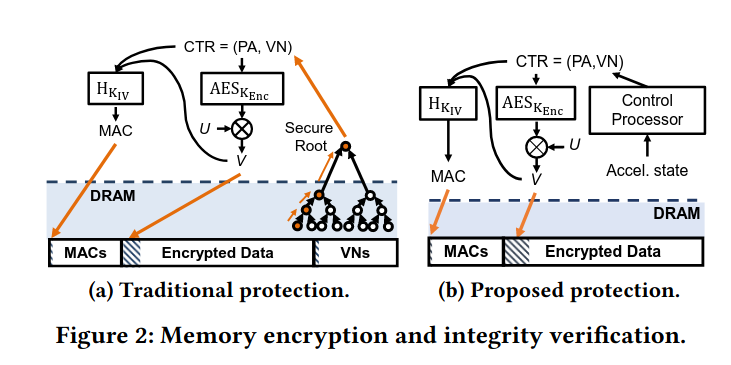 CTR = (PA, VN)
H_{K_{IV}}
AES_{K_{Enc}}
MAC
U
V
Secure
Root
DRAM
MACs
Encrypted Data
VNs
(a) Traditional protection.
CTR = (PA,VN)
H_{K_{IV}}
AES_{K_{Enc}}
Control
Processor
U
MAC
V
Accel. state
DRAM
MACs
Encrypted Data
(b) Proposed protection.
Figure 2: Memory encryption and integrity verification.